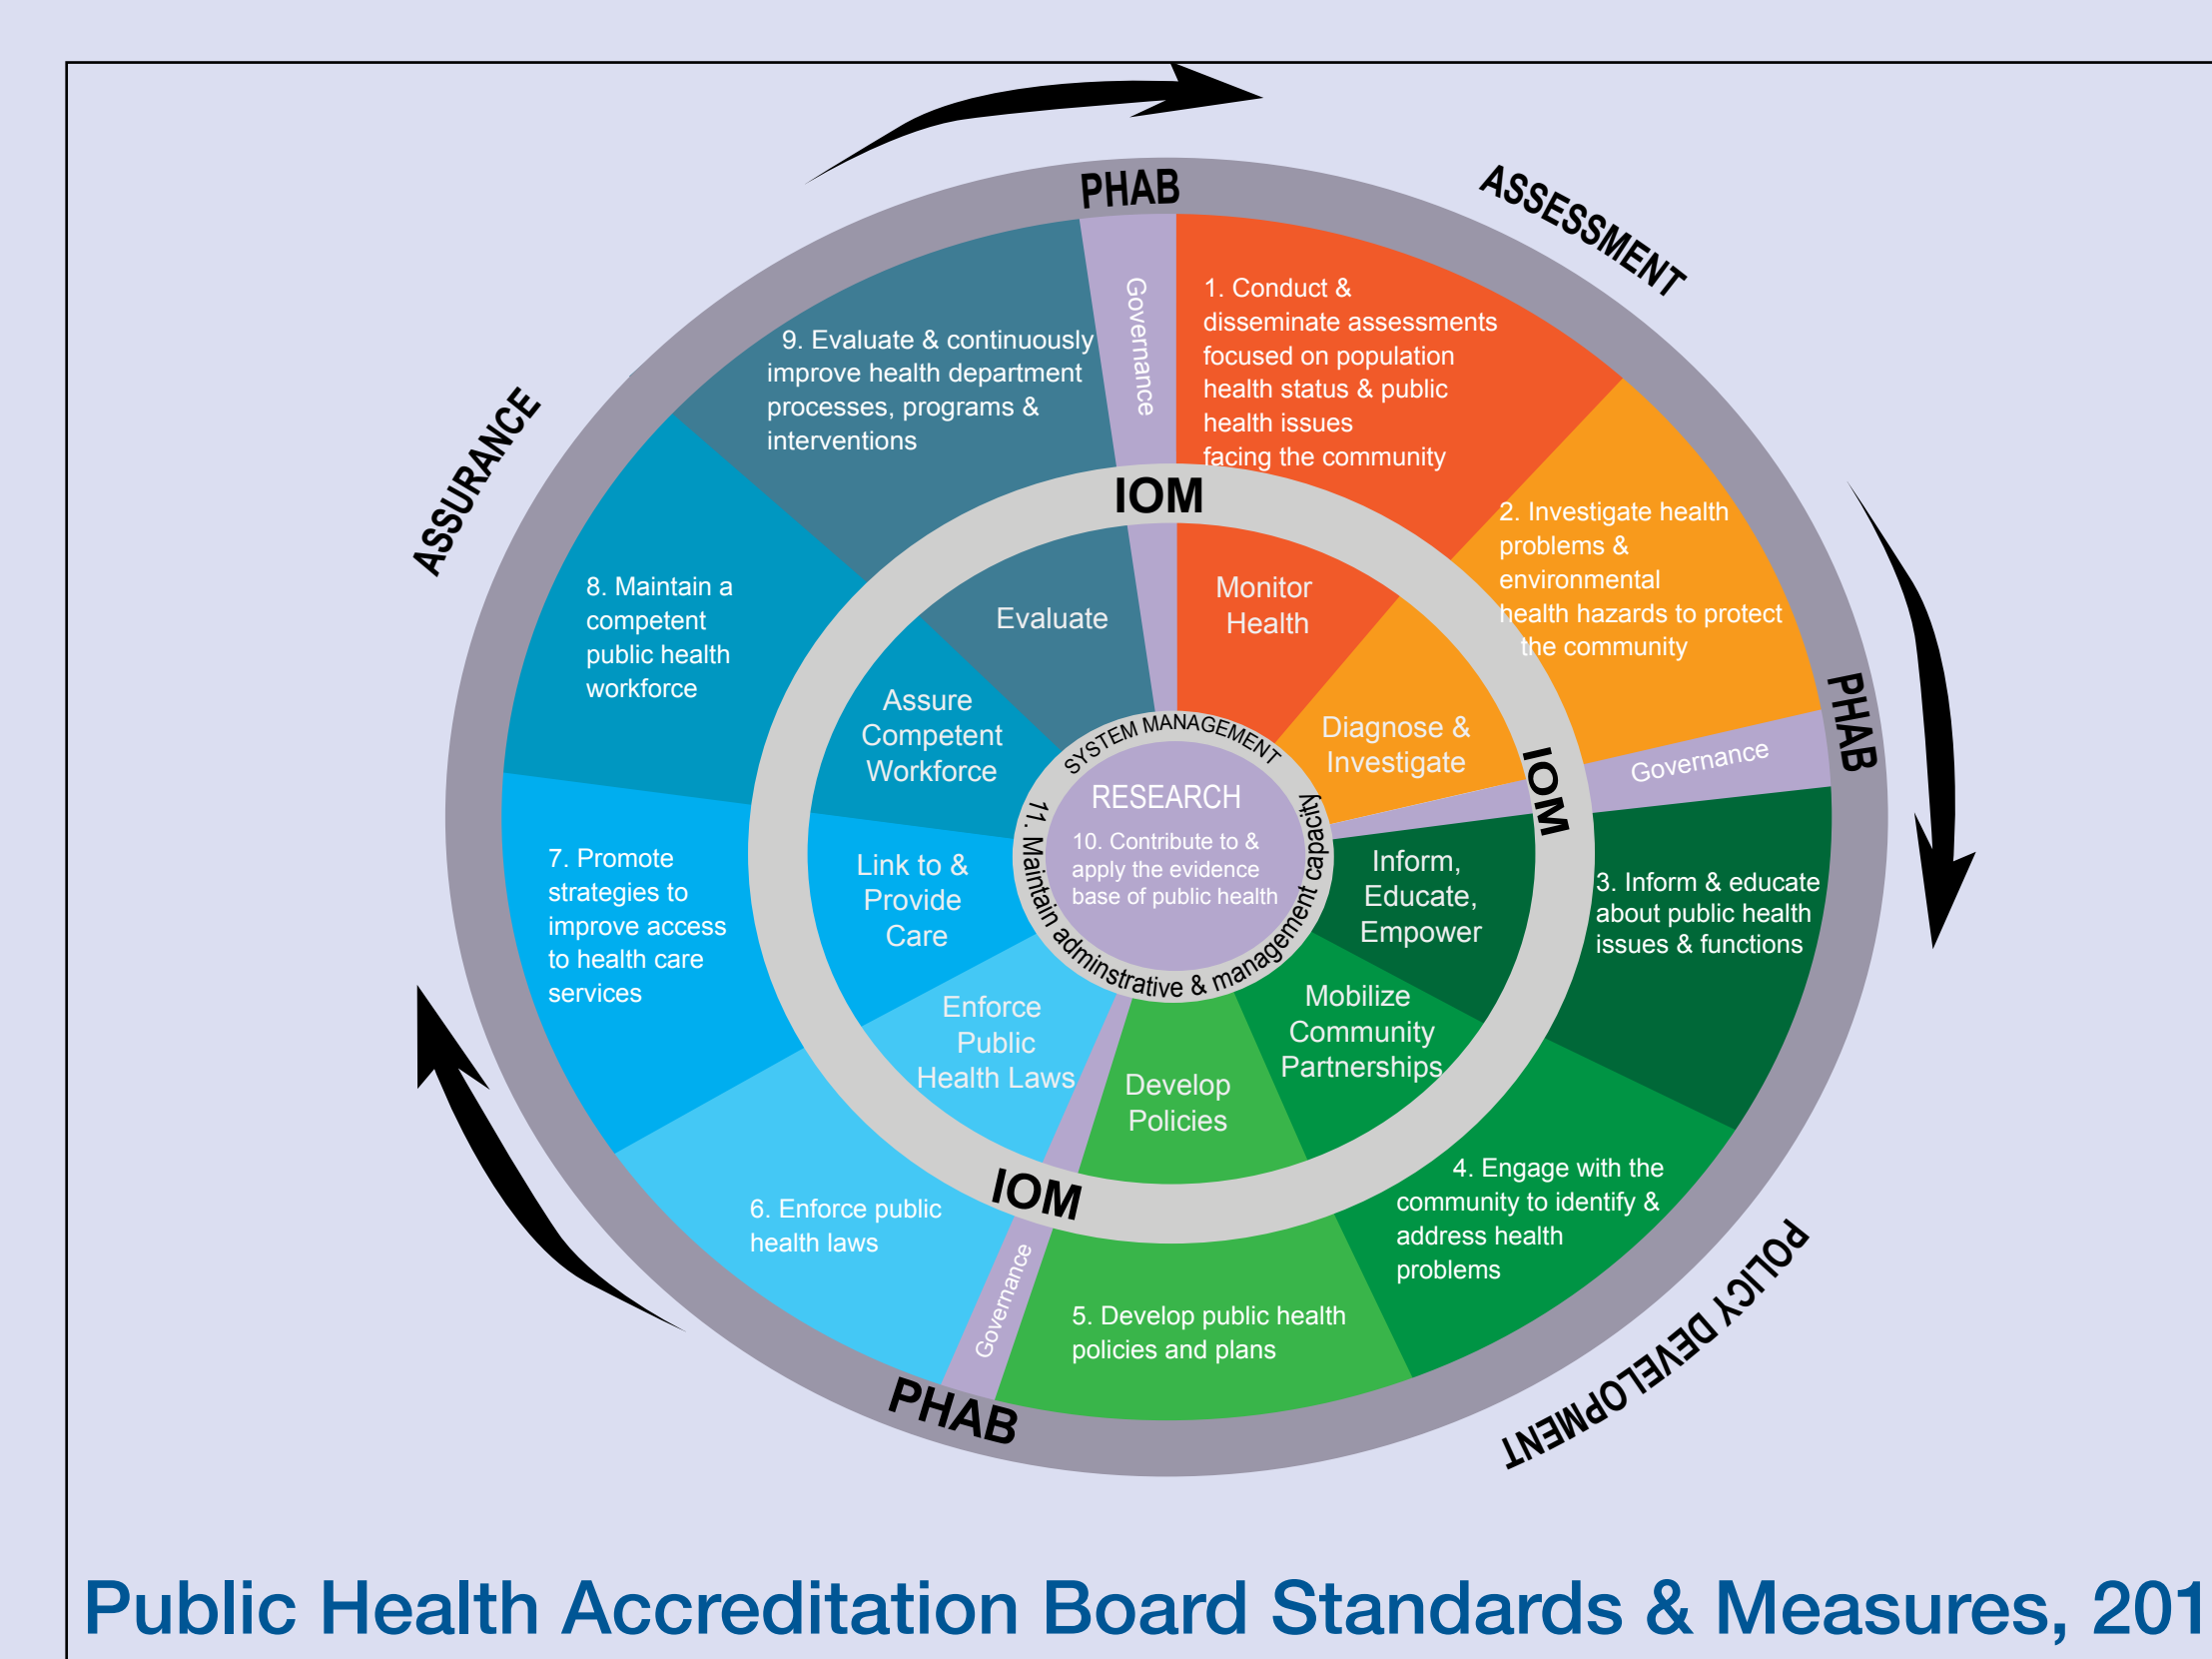 PHAB
ASSESSMENT
Governance
1. Conduct &
disseminate assessments
focused on population
health status & public
health issues
facing the community
9. Evaluate & continuously
improve health department
processes, programs &
interventions
ASSURANCE
IOM
2. Investigate health
problems &
environmental
health hazards to protect
the community
8. Maintain a
competent
public health
workforce
Evaluate
Monitor
Health
PHAB
Governance
IOM
Assure
Competent
Workforce
Diagnose &
Investigate
SYSTEM MANAGEMENT
RESEARCH
10. Contribute to &
apply the evidence
base of public health
11. Maintain adminstrative & management capacity
7. Promote
strategies to
improve access
to health care
services
Link to &
Provide
Care
Inform,
Educate,
Empower
3. Inform & educate
about public health
issues & functions
Enforce
Public
Health Laws
Mobilize
Community
Partnerships
Develop
Policies
IOM
4. Engage with the
community to identify &
address health
problems
6. Enforce public
health laws
Governance
5. Develop public health
policies and plans
POLICY DEVELOPMENT
PHAB
Public Health Accreditation Board Standards & Measures, 201